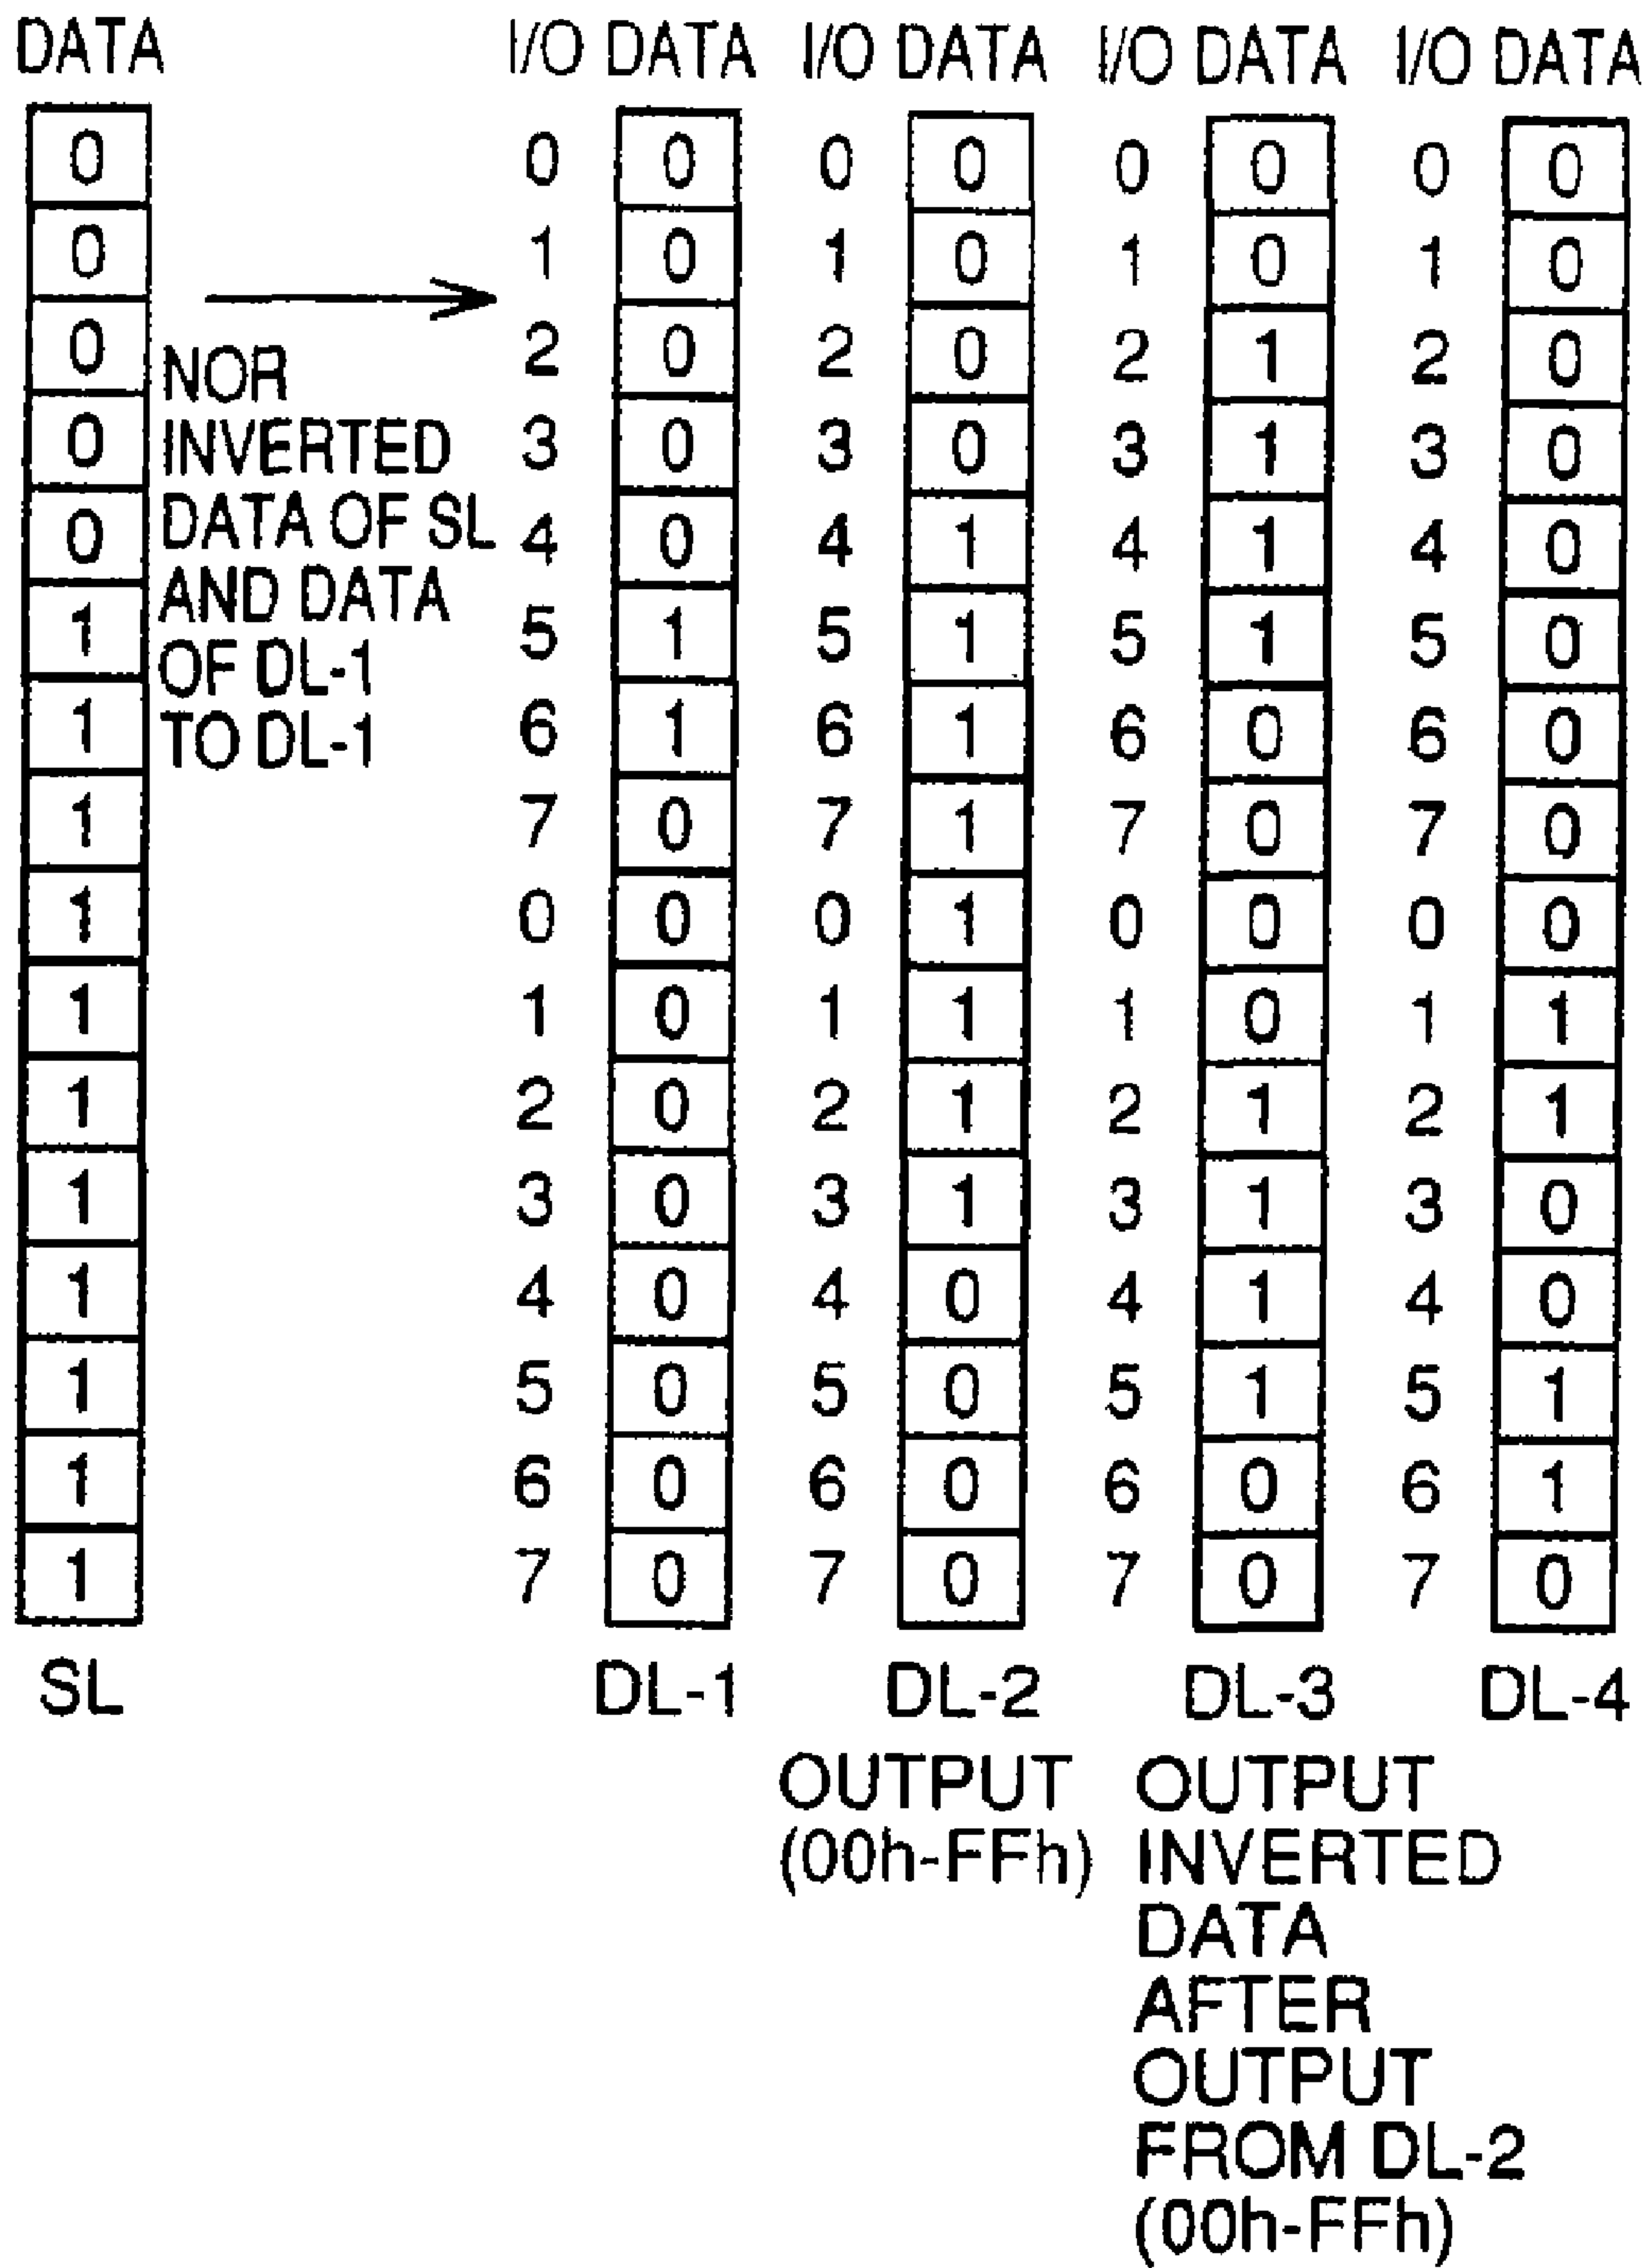 DATA I/O DATA I/O DATA I/O DATA I/O DATA
0 0 0 0 0 0 0 0 0
0 1 0 1 0 1 0 1 0
0 2 0 2 0 2 1 2 0
0 3 0 3 0 3 1 3 0
0 4 0 4 1 4 1 4 0
1 5 1 5 1 5 1 5 0
1 6 1 6 1 6 0 6 0
1 7 0 7 1 7 0 7 0
1 0 0 0 1 0 0 0 0
1 1 0 1 1 1 0 1 1
1 2 0 2 1 2 1 2 1
1 3 0 3 1 3 1 3 0
1 4 0 4 0 4 1 4 0
1 5 0 5 0 5 1 5 1
1 6 0 6 0 6 0 6 1
1 7 0 7 0 7 0 7 0
NOR
INVERTED
DATA OF SL
AND DATA
OF DL-1
TO DL-1
SL DL-1 DL-2 DL-3 DL-4
OUTPUT
(00h-FFh)
OUTPUT
INVERTED
DATA
AFTER
OUTPUT
FROM DL-2
(00h-FFh)